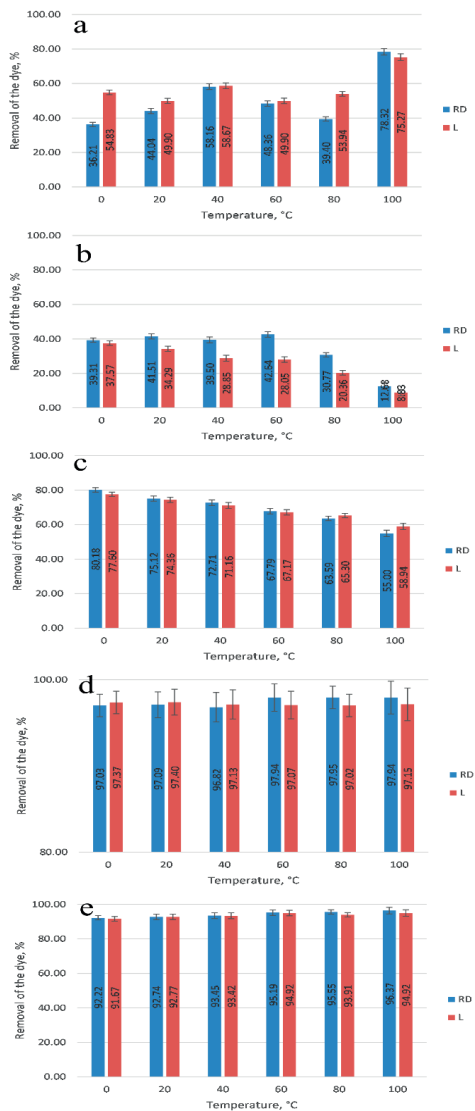 a
100.00
80.00
60.00
40.00
20.00
0.00
Removal of the dye, %
36.21 54.83 44.04 49.90 58.16 58.67 48.36 49.90 39.40 53.94 78.32 75.27
0 20 40 60 80 100
Temperature, °C
RD
L
b
100.00
80.00
60.00
40.00
20.00
0.00
Removal of the dye, %
39.31 37.57 41.51 34.29 39.50 28.85 42.64 28.05 30.77 20.36 12.68 8.83
0 20 40 60 80 100
Temperature, °C
RD
L
c
100.00
80.00
60.00
40.00
20.00
0.00
Removal of the dye, %
80.18 77.60 75.12 74.36 72.71 71.16 67.79 67.17 63.59 65.30 55.00 58.94
0 20 40 60 80 100
Temperature, °C
RD
L
d
100.00
80.00
Removal of the dye, %
97.03 97.37 97.09 97.40 96.82 97.13 97.94 97.07 97.95 97.02 97.94 97.15
0 20 40 60 80 100
Temperature, °C
RD
L
e
100.00
80.00
60.00
40.00
20.00
0.00
Removal of the dye, %
92.22 91.67 92.74 92.77 93.45 93.42 95.19 94.92 95.55 93.91 96.37 94.92
0 20 40 60 80 100
Temperature, °C
RD
L